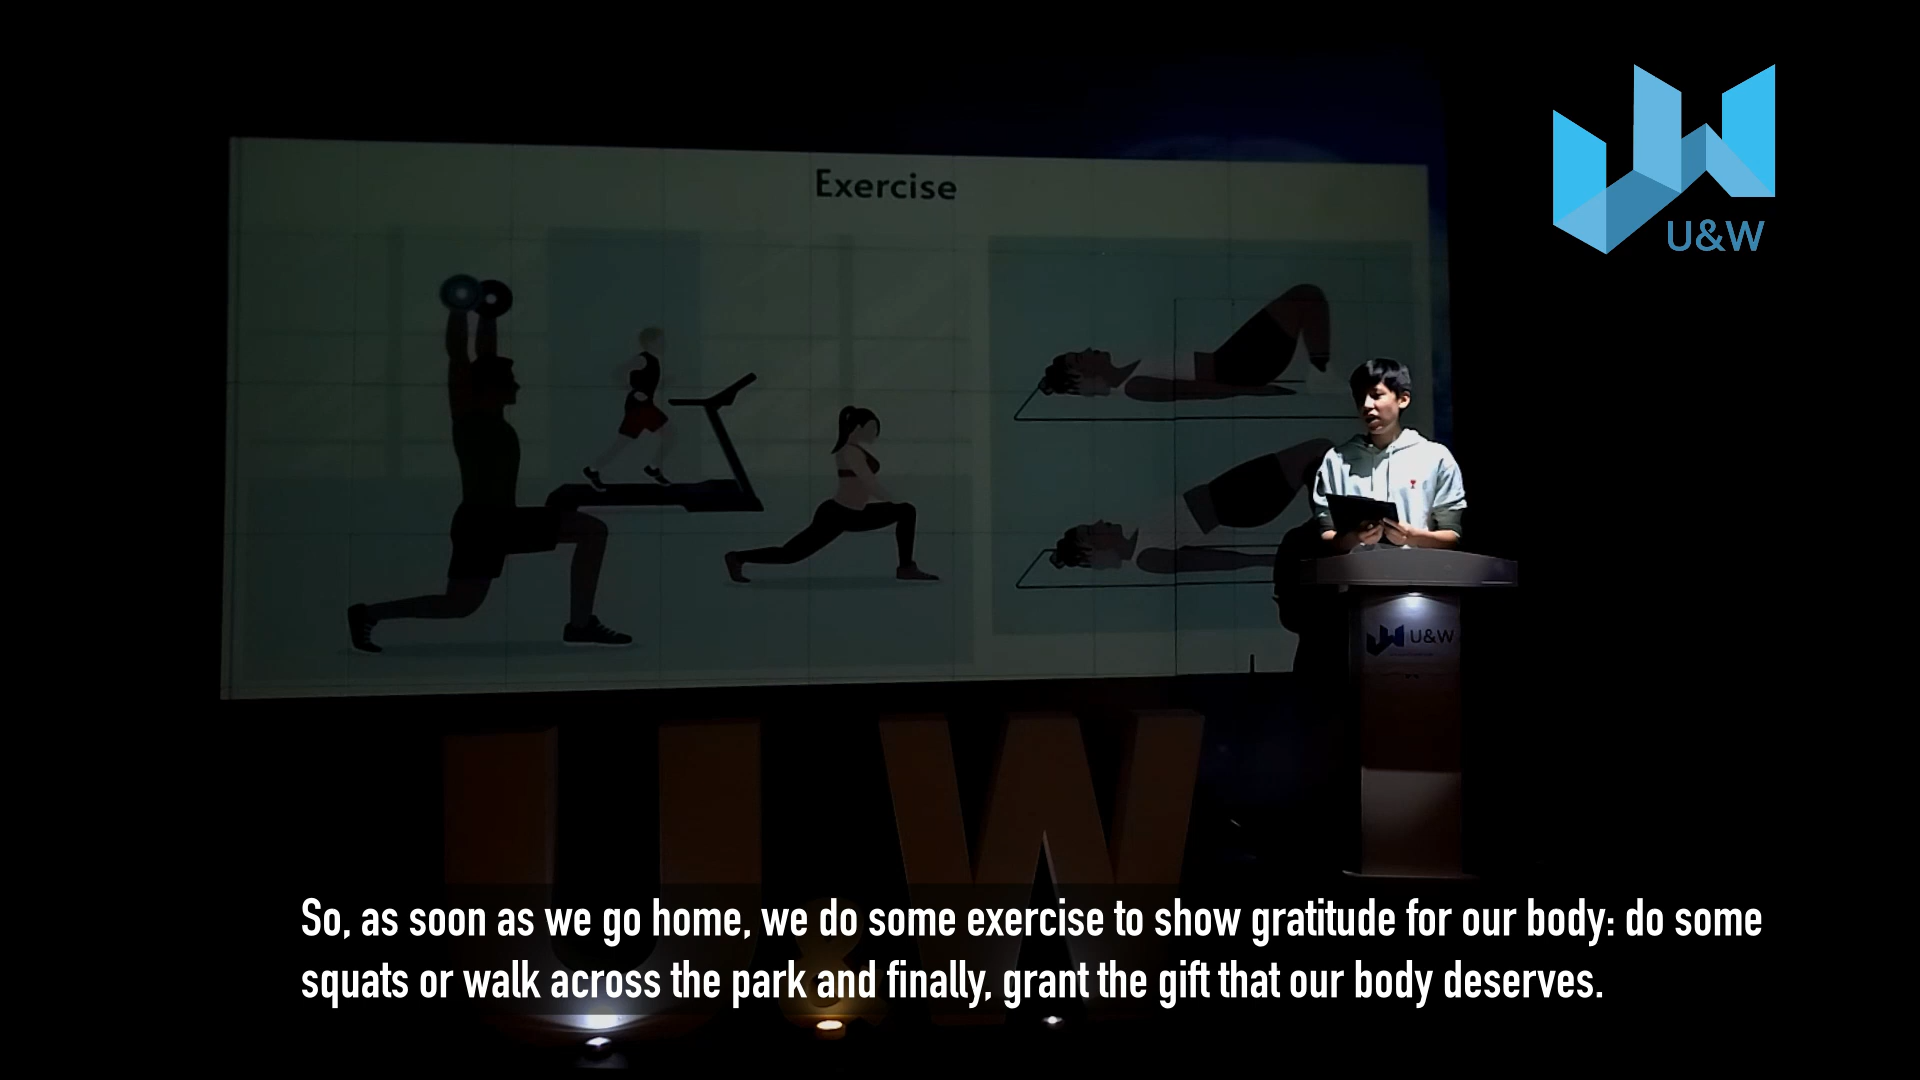 Exercise
U&W
U&W
U & W
So, as soon as we go home, we do some exercise to show gratitude for our body: do some
squats or walk across the park and finally, grant the gift that our body deserves.